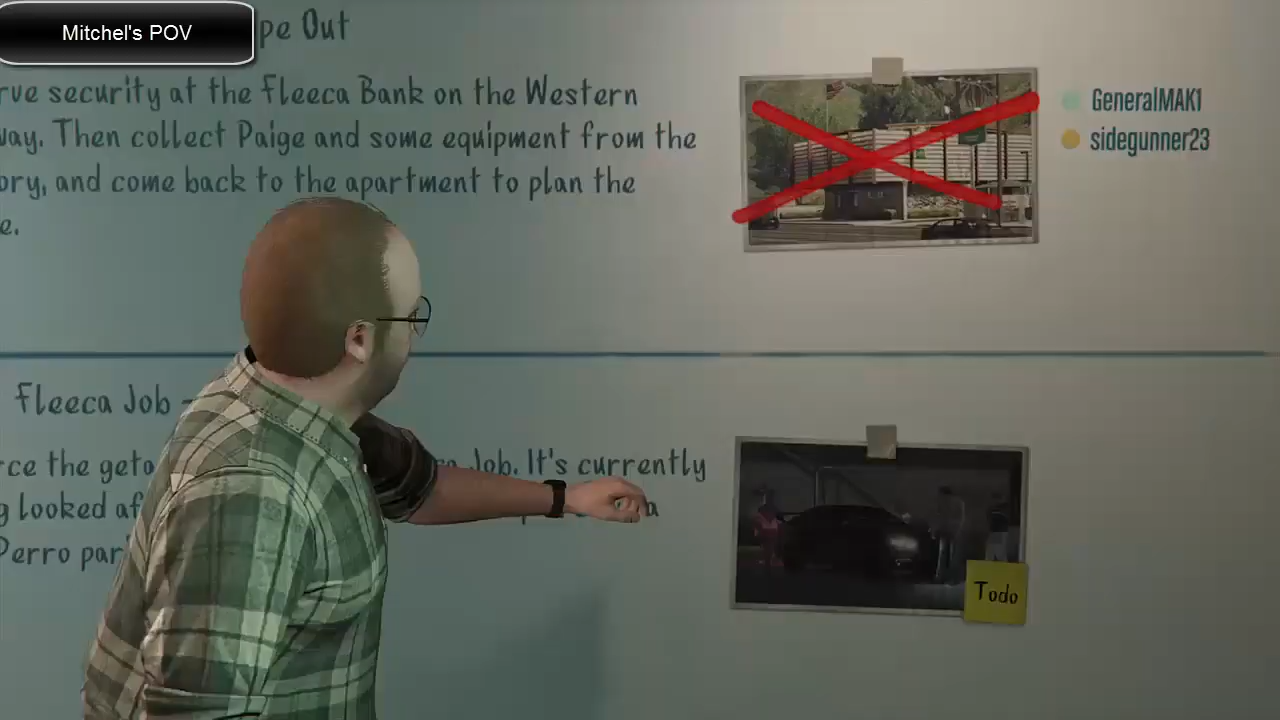 Mitchel's POV
pe Out
rve security at the Fleeca Bank on the Western
way. Then collect Paige and some equipment from the
ory, and come back to the apartment to plan the
e.
GeneralMAK1
sidegunner23
Fleeca Job -
rce the geta Job. It's currently
g looked af a
Perro par
Todo